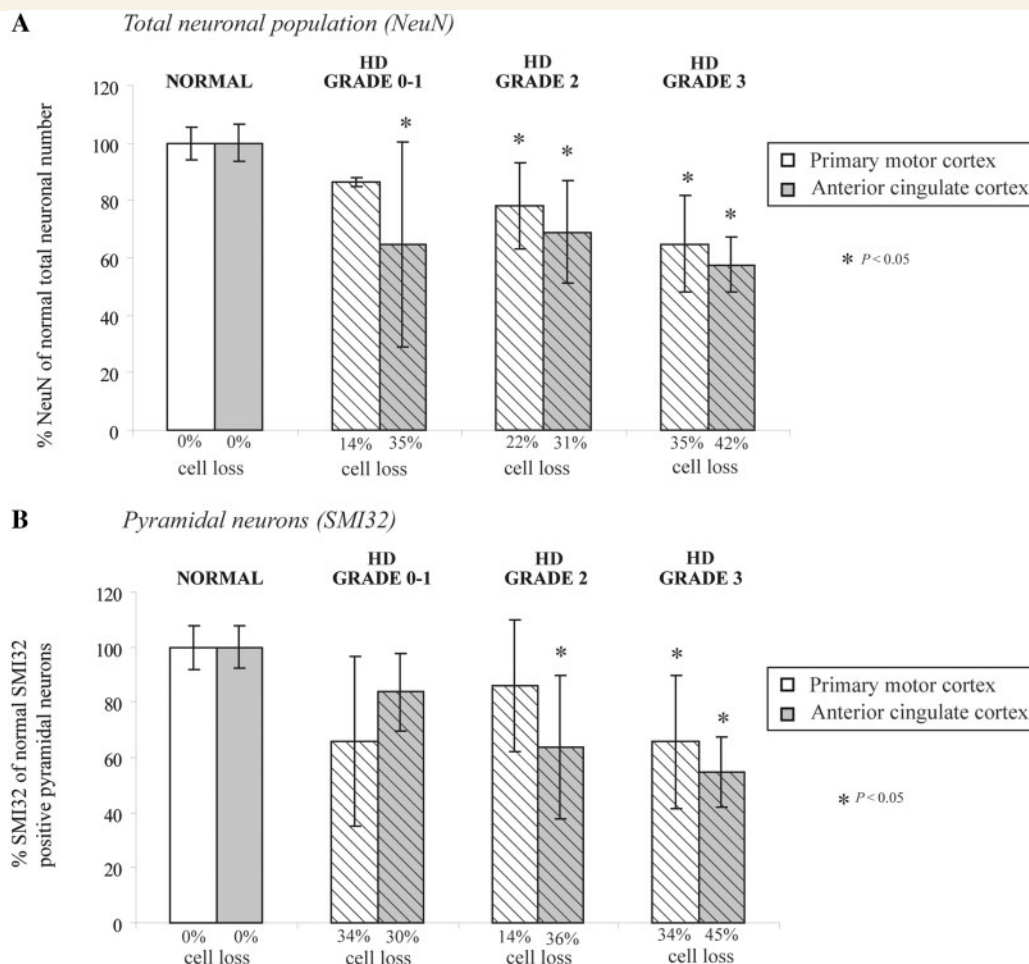 A Total neuronal population (NeuN)
NORMAL
HD
GRADE 0-1
HD
GRADE 2
HD
GRADE 3
% NeuN of normal total neuronal number
120
100
80
60
40
20
0
*
*
*
*
*
0% 0%
cell loss
14% 35%
cell loss
22% 31%
cell loss
35% 42%
cell loss
Primary motor cortex
Anterior cingulate cortex
* P < 0.05
B Pyramidal neurons (SMI32)
NORMAL
HD
GRADE 0-1
HD
GRADE 2
HD
GRADE 3
% SMI32 of normal SMI32
positive pyramidal neurons
120
100
80
60
40
20
0
*
*
*
0% 0%
cell loss
34% 30%
cell loss
14% 36%
cell loss
34% 45%
cell loss
Primary motor cortex
Anterior cingulate cortex
* P < 0.05